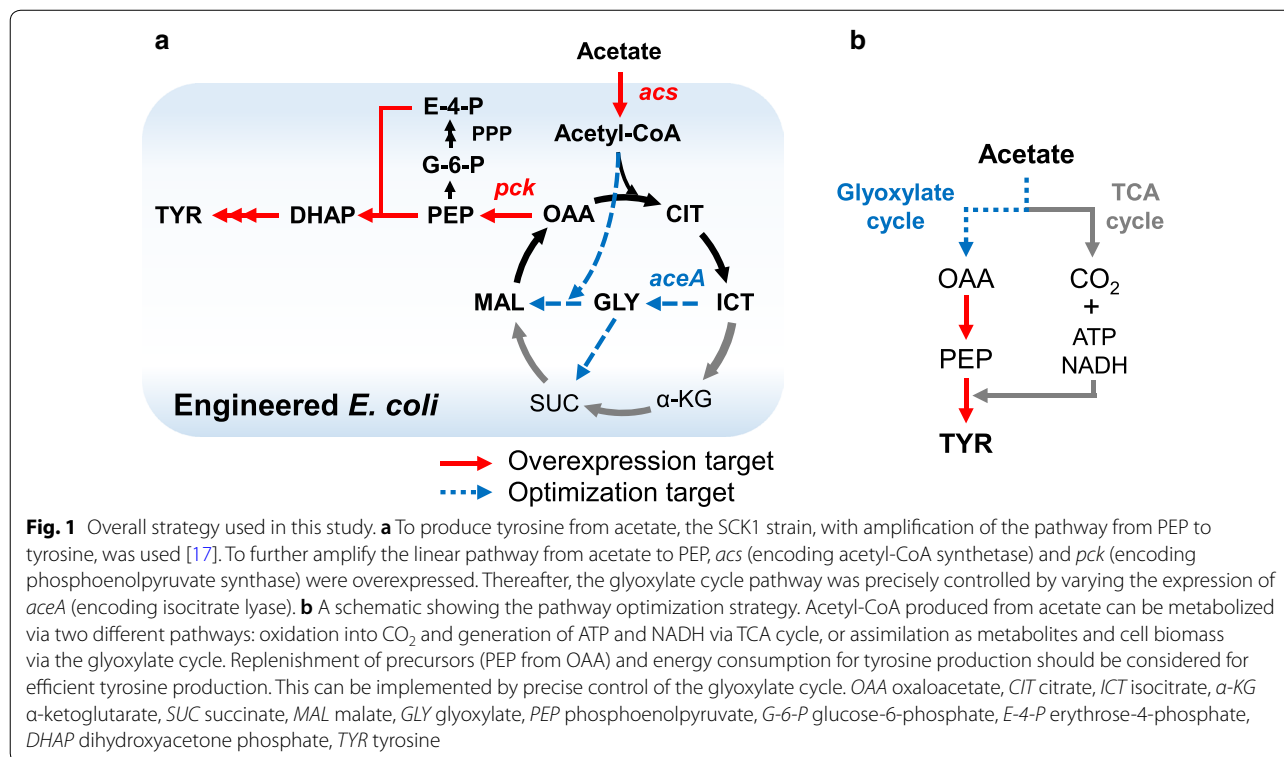 a
b
Acetate
acs
E-4-P
PPP
Acetyl-CoA
G-6-P
pck
TYR
DHAP
PEP
OAA
CIT
aceA
MAL
GLY
ICT
SUC
α-KG
Engineered E. coli
Acetate
Glyoxylate
cycle
TCA
cycle
OAA
CO₂
+
ATP
NADH
PEP
TYR
Overexpression target
Optimization target
Fig. 1 Overall strategy used in this study. a To produce tyrosine from acetate, the SCK1 strain, with amplification of the pathway from PEP to
tyrosine, was used [17]. To further amplify the linear pathway from acetate to PEP, acs (encoding acetyl-CoA synthetase) and pck (encoding
phosphoenolpyruvate synthase) were overexpressed. Thereafter, the glyoxylate cycle pathway was precisely controlled by varying the expression of
aceA (encoding isocitrate lyase). b A schematic showing the pathway optimization strategy. Acetyl-CoA produced from acetate can be metabolized
via two different pathways: oxidation into CO₂ and generation of ATP and NADH via TCA cycle, or assimilation as metabolites and cell biomass
via the glyoxylate cycle. Replenishment of precursors (PEP from OAA) and energy consumption for tyrosine production should be considered for
efficient tyrosine production. This can be implemented by precise control of the glyoxylate cycle. OAA oxaloacetate, CIT citrate, ICT isocitrate, α-KG
α-ketoglutarate, SUC succinate, MAL malate, GLY glyoxylate, PEP phosphoenolpyruvate, G-6-P glucose-6-phosphate, E-4-P erythrose-4-phosphate,
DHAP dihydroxyacetone phosphate, TYR tyrosine